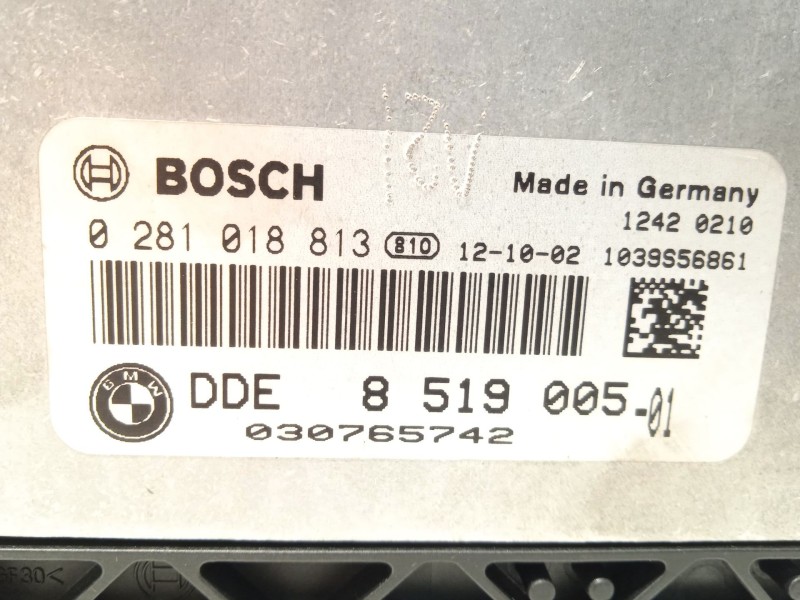 12V
BOSCH
Made in Germany
1242 0210
0 281 018 813 810 12-10-02 1039S56861
BMW DDE 8 519 005-01
030765742